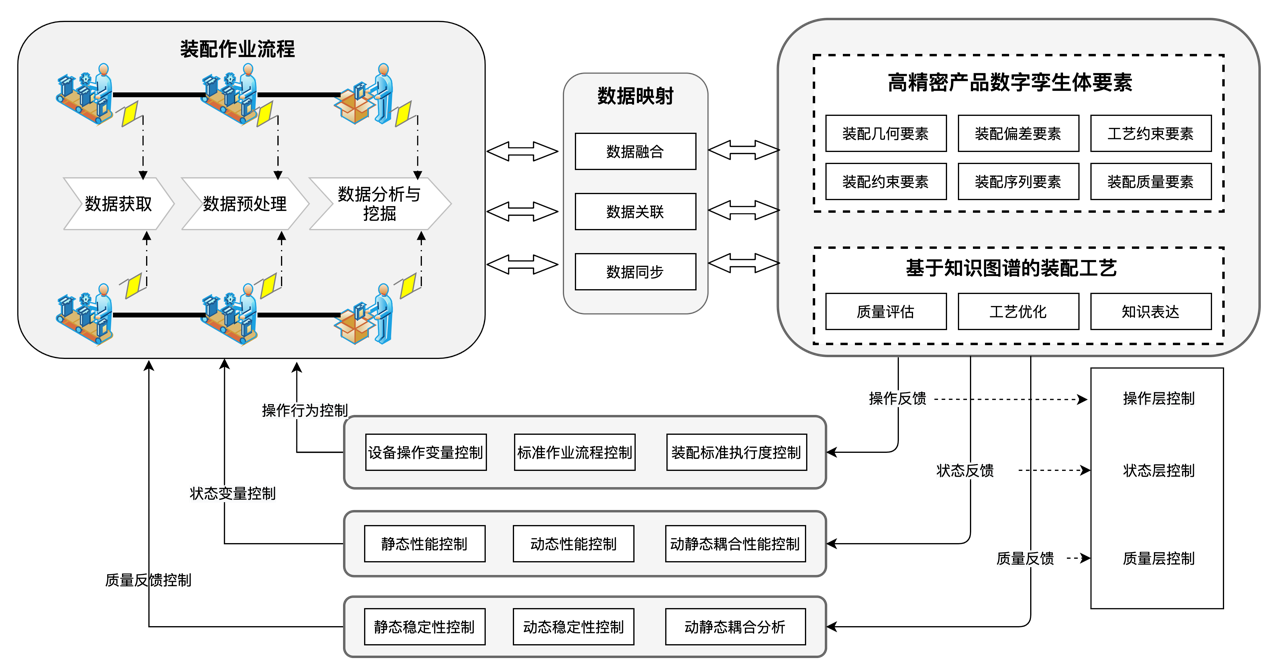 装配作业流程
数据获取
数据预处理
数据分析与
挖掘
数据映射
数据融合
数据关联
数据同步
高精密产品数字孪生体要素
装配几何要素
装配偏差要素
工艺约束要素
装配约束要素
装配序列要素
装配质量要素
基于知识图谱的装配工艺
质量评估
工艺优化
知识表达
操作反馈
操作层控制
操作行为控制
设备操作变量控制
标准作业流程控制
装配标准执行度控制
状态反馈
状态层控制
状态变量控制
静态性能控制
动态性能控制
动静态耦合性能控制
质量反馈
质量层控制
质量反馈控制
静态稳定性控制
动态稳定性控制
动静态耦合分析